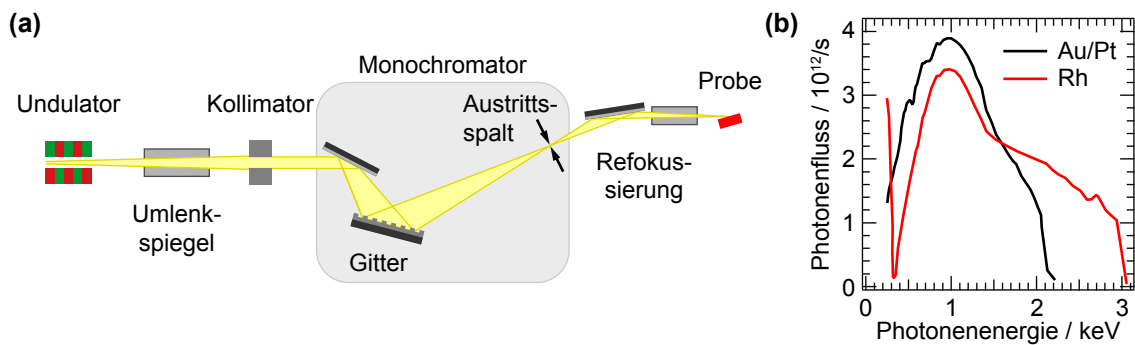 (a)
Undulator
Umlenk-
spiegel
Kollimator
Monochromator
Gitter
Austritts-
spalt
Refokus-
sierung
Probe
(b)
Photonenfluss / 10¹²/s
4
3
2
1
0
Au/Pt
Rh
0
1
2
3
Photonenenergie / keV